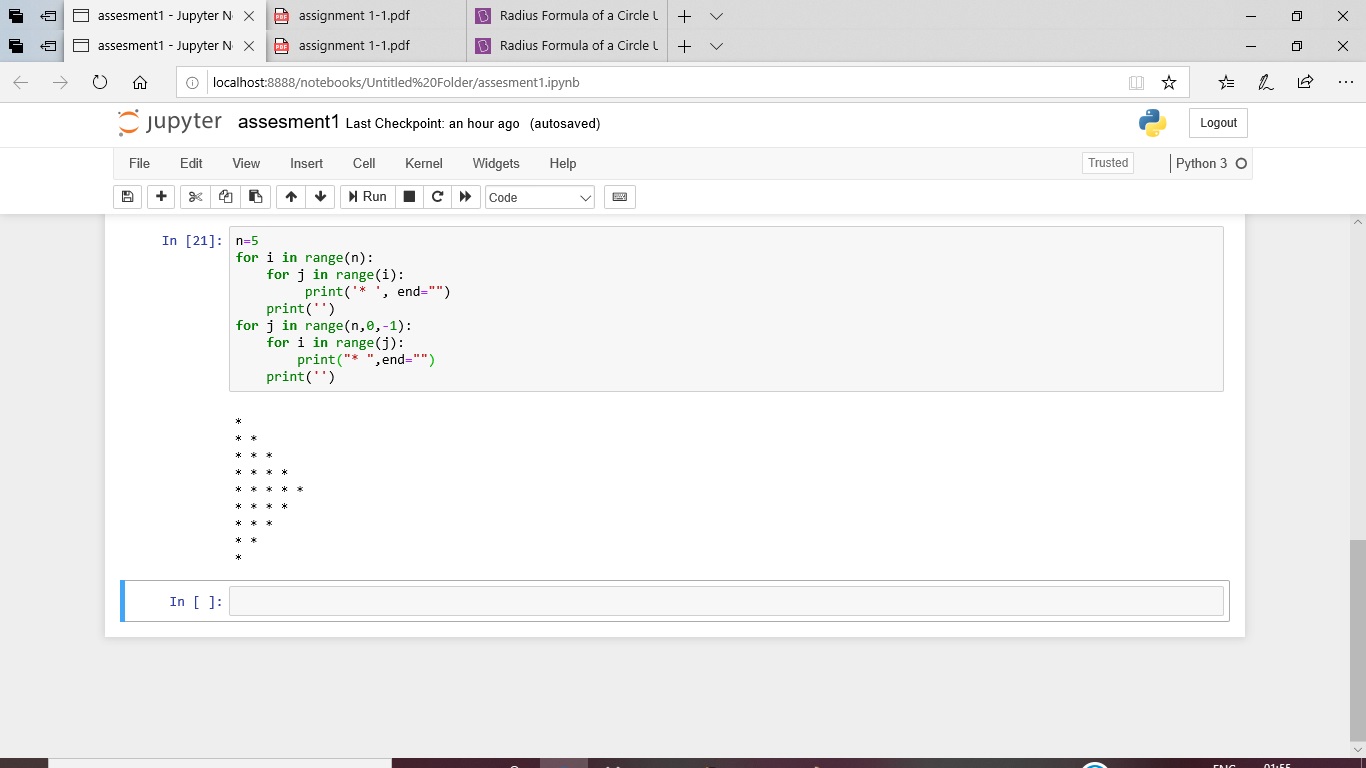 assesment1 - Jupyter N
assignment 1-1.pdf
Radius Formula of a Circle U
assesment1 - Jupyter N
assignment 1-1.pdf
Radius Formula of a Circle U
localhost:8888/notebooks/Untitled%20Folder/assesment1.ipynb
jupyter assesment1 Last Checkpoint: an hour ago (autosaved)
Logout
File Edit View Insert Cell Kernel Widgets Help
Trusted
Python 3
Run
Code
In [21]:
n=5
for i in range(n):
    for j in range(i):
         print('* ', end="")
    print('')
for j in range(n,0,-1):
    for i in range(j):
        print("* ",end="")
    print('')
*
* *
* * *
* * * *
* * * * *
* * * *
* * *
* *
*
In [ ]: